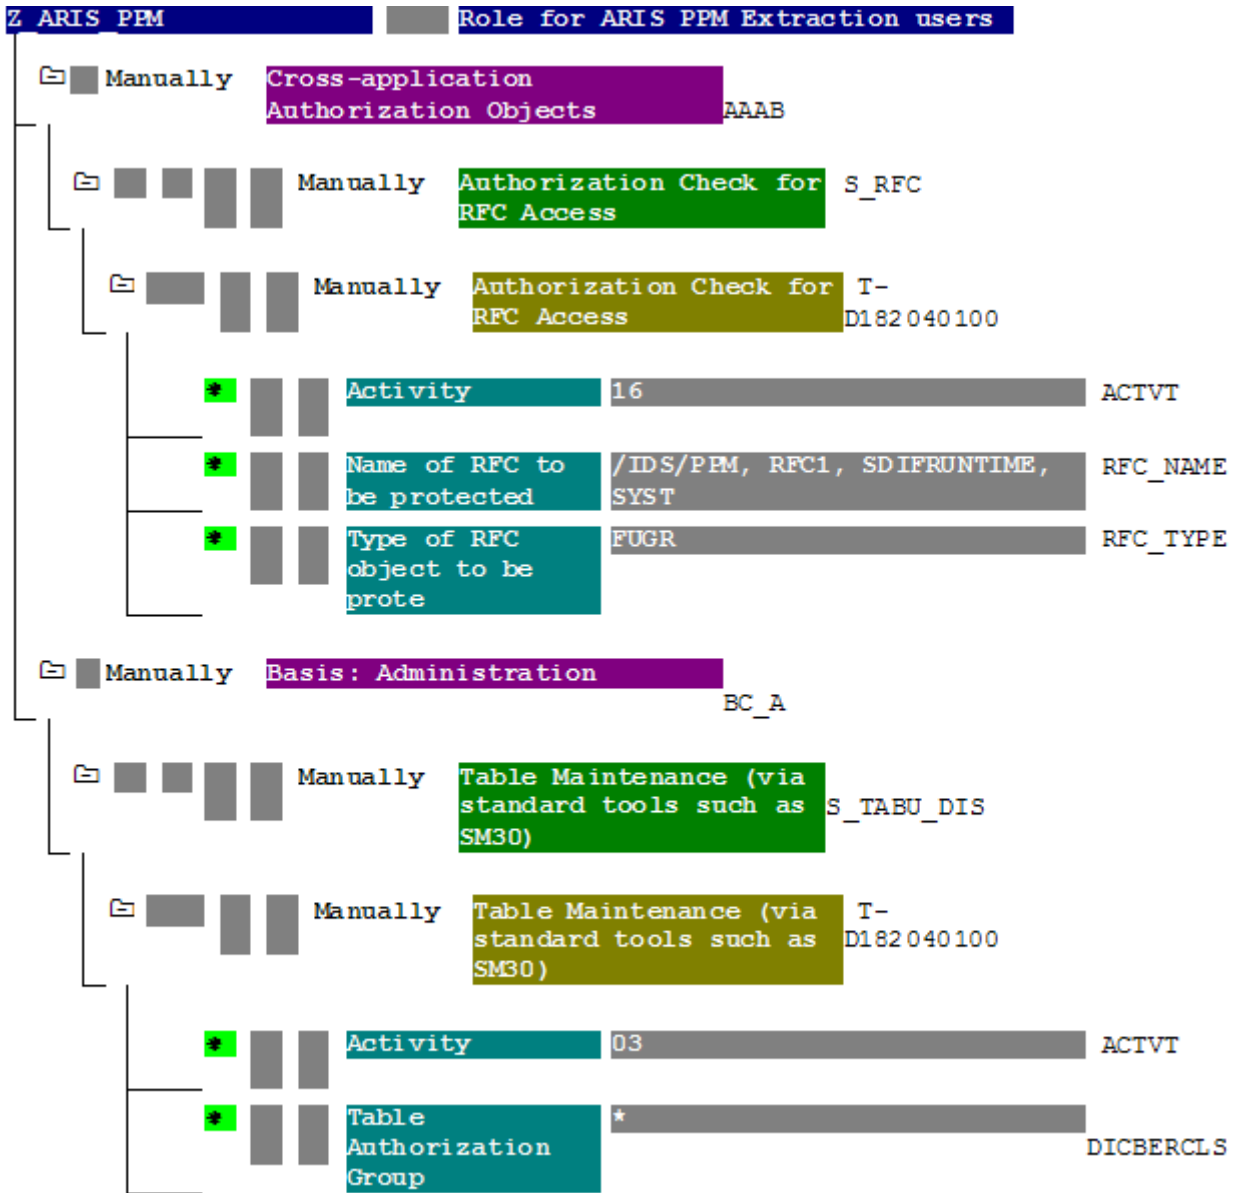 Z_ARIS_PPM Role for ARIS PPM Extraction users
Manually Cross-application
Authorization Objects AAAB
Manually Authorization Check for S_RFC
RFC Access
Manually Authorization Check for T-
RFC Access D182040100
* Activity 16 ACTVT
* Name of RFC to /IDS/PPM, RFC1, SDIFRUNTIME, RFC_NAME
be protected SYST
* Type of RFC FUGR RFC_TYPE
object to be
prote
Manually Basis: Administration
BC_A
Manually Table Maintenance (via
standard tools such as S_TABU_DIS
SM30)
Manually Table Maintenance (via T-
standard tools such as D182040100
SM30)
* Activity 03 ACTVT
* Table *
Authorization DICBERCLS
Group